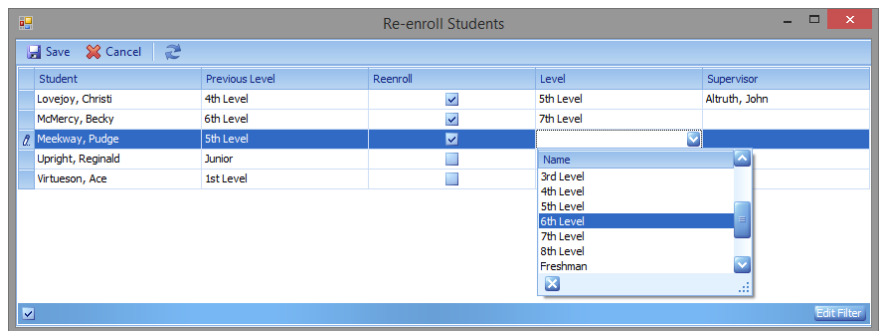 Re-enroll Students
Save Cancel
Student Previous Level Reenroll Level Supervisor
Lovejoy, Christi 4th Level 5th Level Altruth, John
McMercy, Becky 6th Level 7th Level
Meekway, Pudge 5th Level
Upright, Reginald Junior
Virtueson, Ace 1st Level
Name
3rd Level
4th Level
5th Level
6th Level
7th Level
8th Level
Freshman
Edit Filter